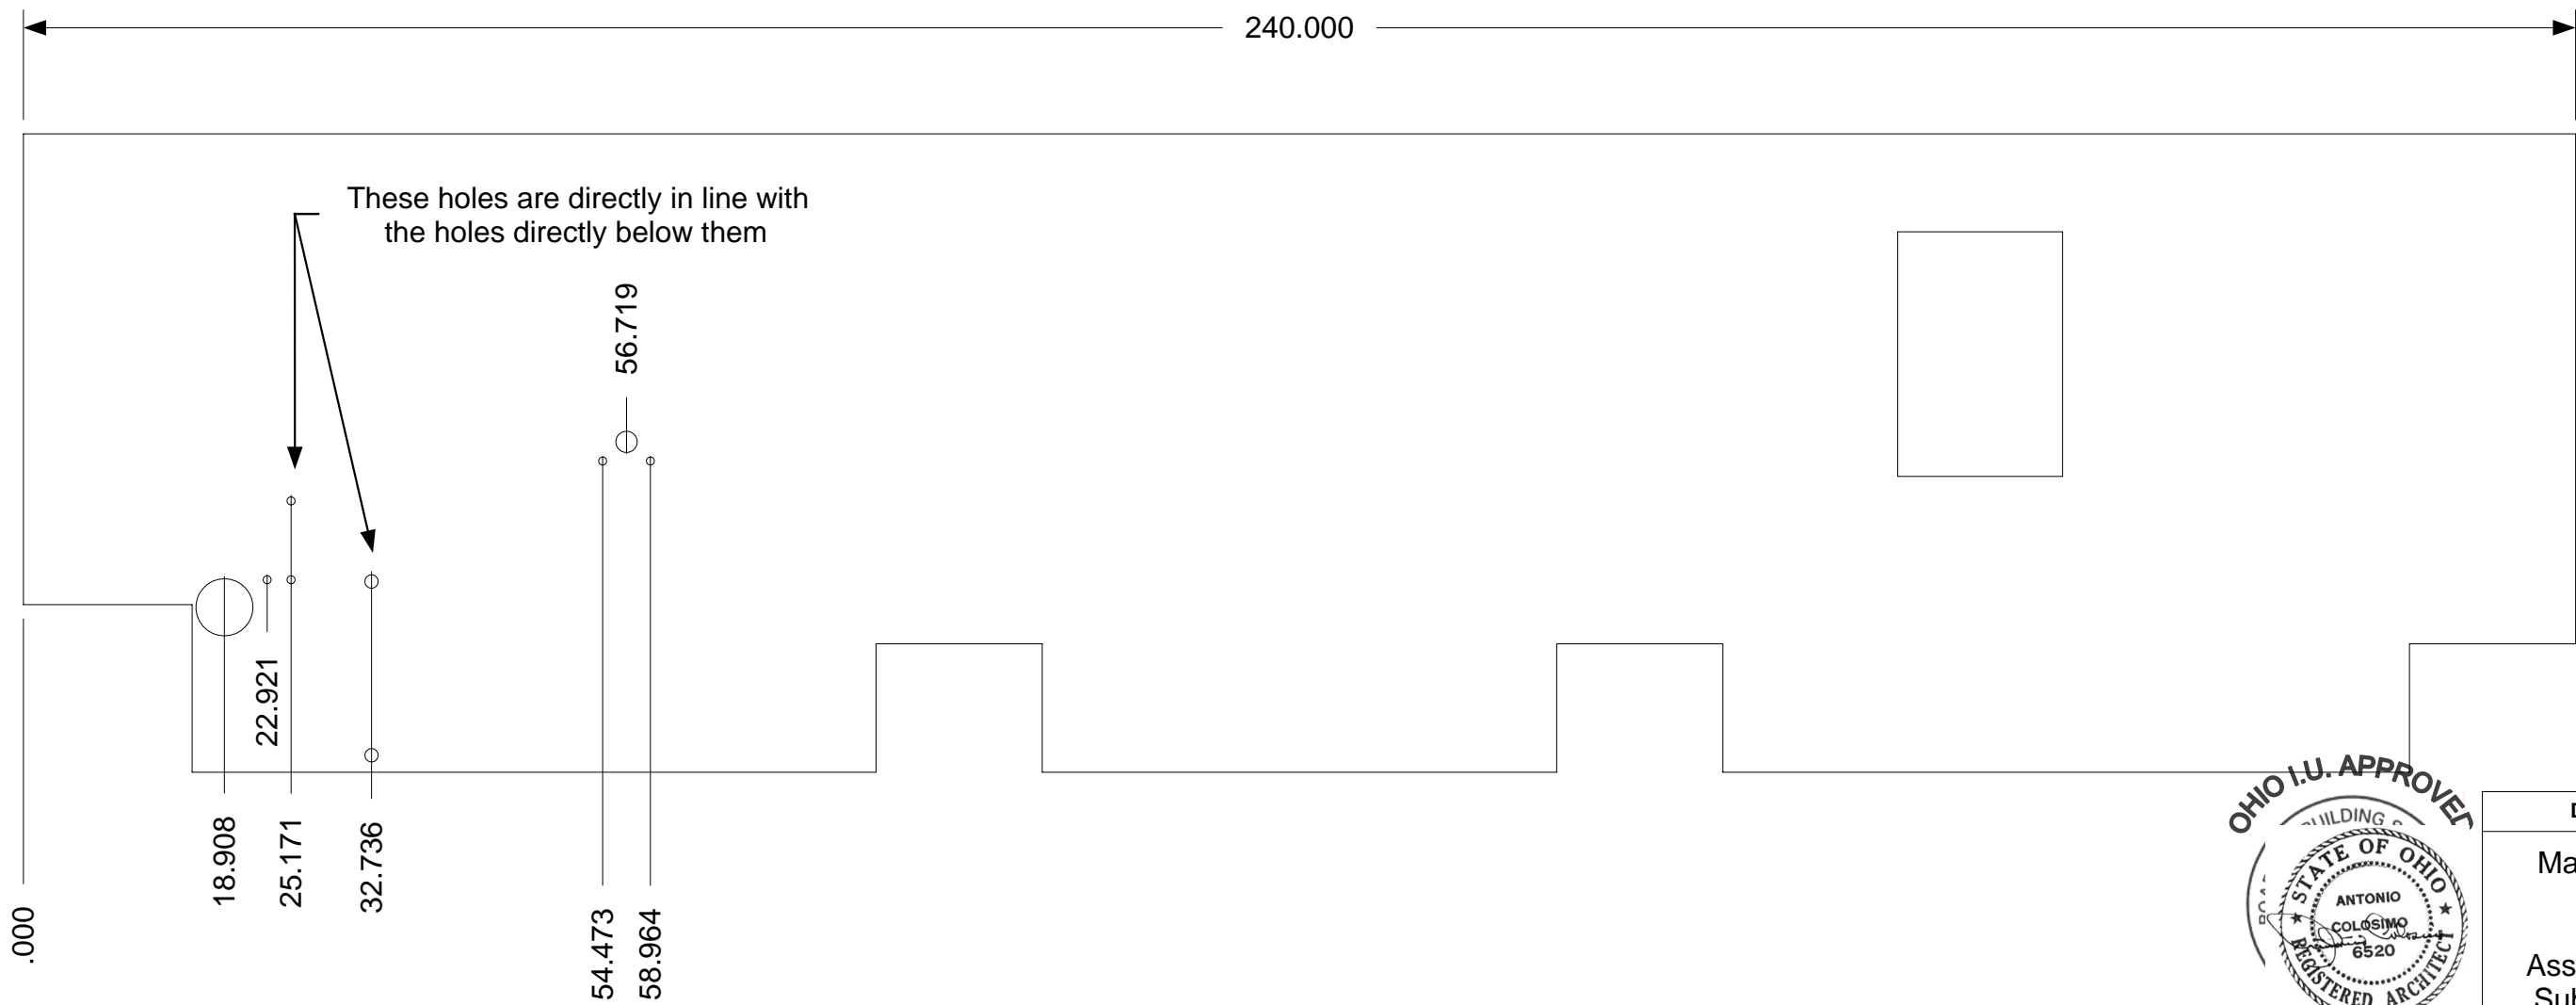 240.000
These holes are directly in line with
the holes directly below them
56.719
22.921
18.908
25.171
32.736
.000
54.473
58.964
OHIO I.U. APPROVED
BUILDING
STATE OF OHIO
ANTONIO
COLOSIMO
6520
REGISTERED ARCHITECT
D
Ma
Ass
Sul